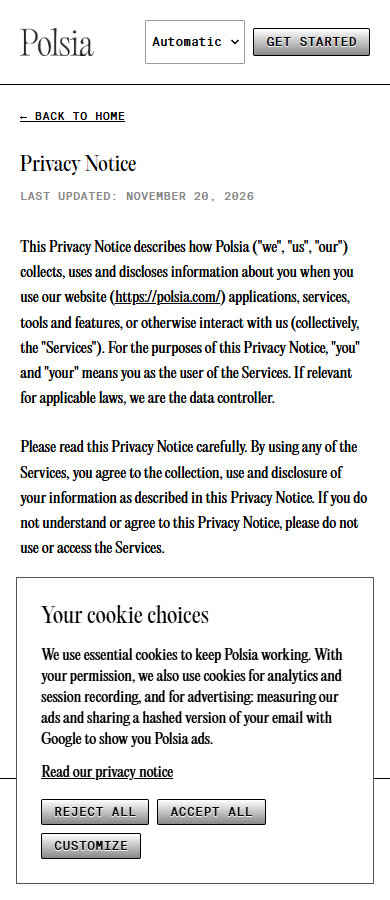 Polsia
Automatic
GET STARTED
← BACK TO HOME
Privacy Notice
LAST UPDATED: NOVEMBER 20, 2026
This Privacy Notice describes how Polsia ("we", "us", "our")
collects, uses and discloses information about you when you
use our website (https://polsia.com/) applications, services,
tools and features, or otherwise interact with us (collectively,
the "Services"). For the purposes of this Privacy Notice, "you"
and "your" means you as the user of the Services. If relevant
for applicable laws, we are the data controller.
Please read this Privacy Notice carefully. By using any of the
Services, you agree to the collection, use and disclosure of
your information as described in this Privacy Notice. If you do
not understand or agree to this Privacy Notice, please do not
use or access the Services.
Your cookie choices
We use essential cookies to keep Polsia working. With
your permission, we also use cookies for analytics and
session recording, and for advertising: measuring our
ads and sharing a hashed version of your email with
Google to show you Polsia ads.
Read our privacy notice
REJECT ALL
ACCEPT ALL
CUSTOMIZE